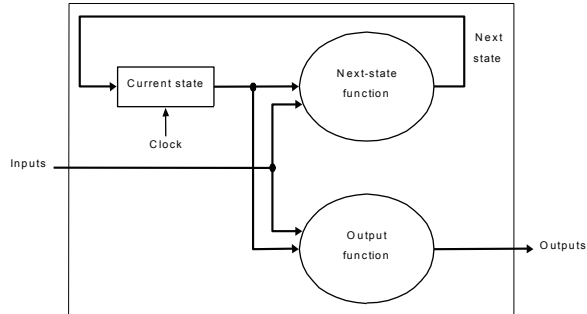 Next
state
Current state
Next-state
function
Clock
Inputs
Output
function
Outputs